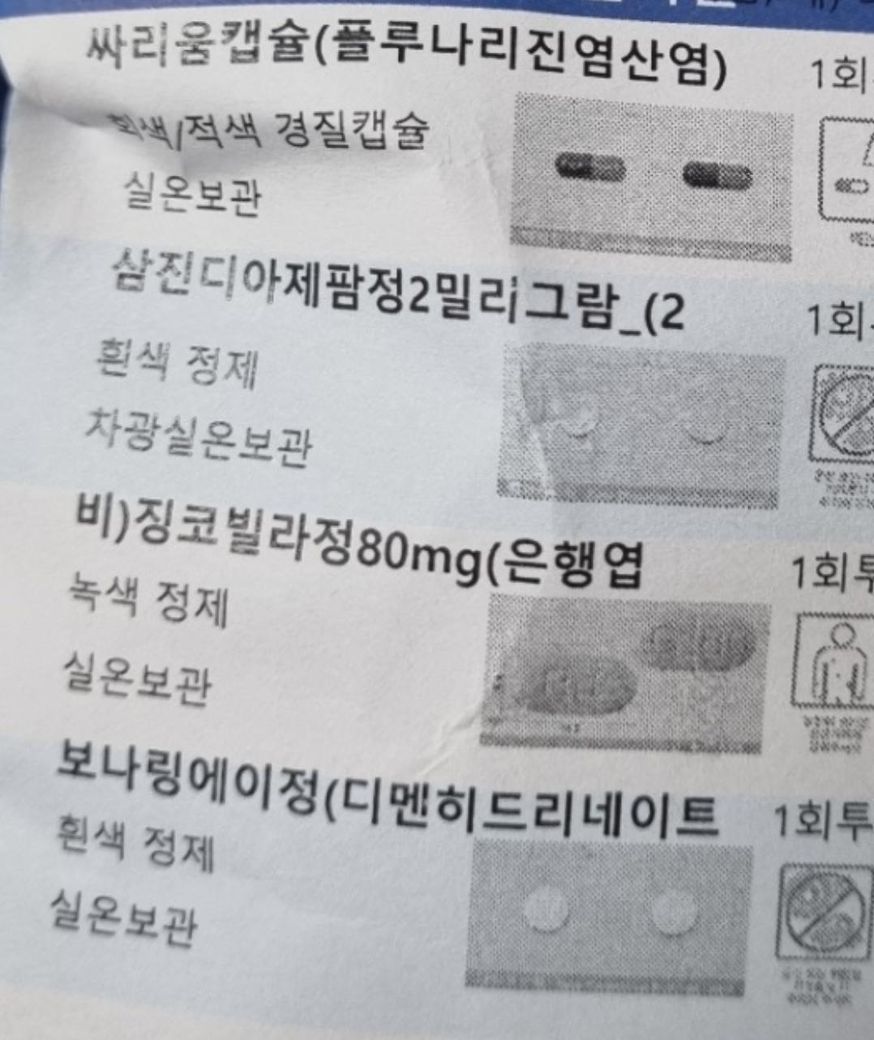 싸리움캡슐(플루나리진염산염)
1회
흰색/적색 경질캡슐
실온보관
삼진디아제팜정2밀리그람_(2
1회
흰색 정제
차광실온보관
비)징코빌라정80mg(은행엽
1회투
녹색 정제
실온보관
보나링에이정(디멘히드리네이트
1회투
흰색 정제
실온보관